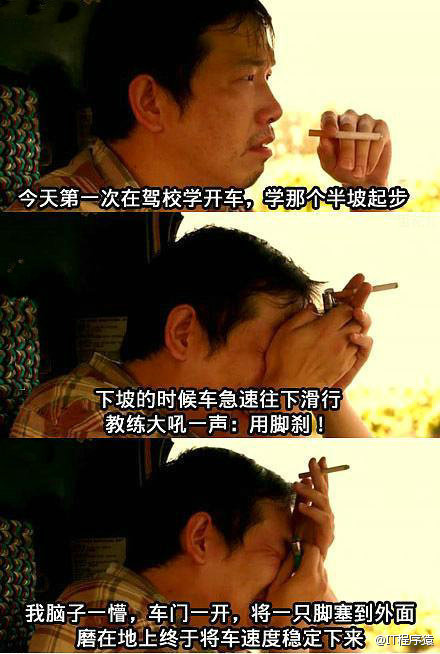 今天第一次在驾校学开车，学那个半坡起步
下坡的时候车急速往下滑行
教练大吼一声：用脚刹！
我脑子一懵，车门一开，将一只脚塞到外面
磨在地上终于将车速度稳定下来
@IT程序猿